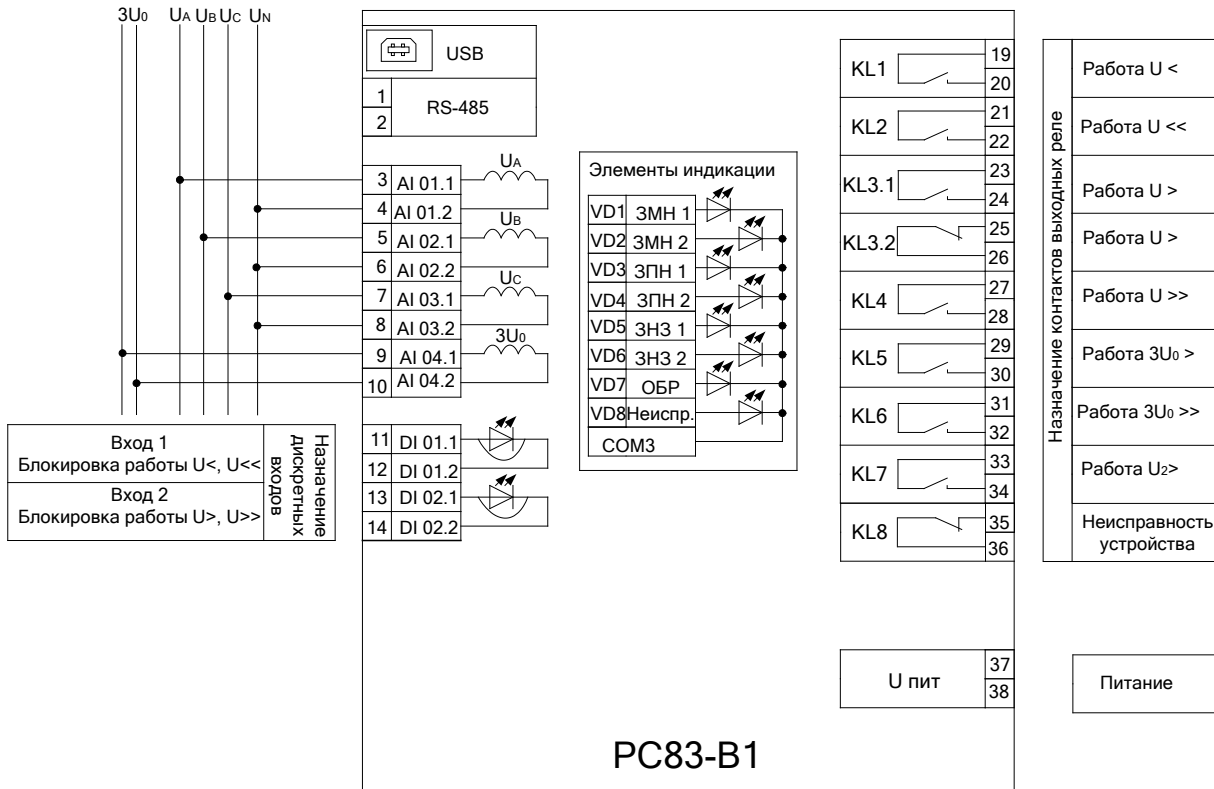 3U0 UA UB UC UN
USB
1
2
RS-485
3 AI 01.1 UA
4 AI 01.2
5 AI 02.1 UB
6 AI 02.2
7 AI 03.1 UC
8 AI 03.2
9 AI 04.1 3U0
10 AI 04.2
11 DI 01.1
12 DI 01.2
13 DI 02.1
14 DI 02.2
Вход 1
Блокировка работы U<, U<<
Вход 2
Блокировка работы U>, U>>
Назначение
дискретных
входов
Элементы индикации
VD1 ЗМН 1
VD2 ЗМН 2
VD3 ЗПН 1
VD4 ЗПН 2
VD5 ЗНЗ 1
VD6 ЗНЗ 2
VD7 ОБР
VD8 Неиспр.
COM3
KL1 19
20
KL2 21
22
KL3.1 23
24
KL3.2 25
26
KL4 27
28
KL5 29
30
KL6 31
32
KL7 33
34
KL8 35
36
Назначение контактов выходных реле
Работа U <
Работа U <<
Работа U >
Работа U >
Работа U >>
Работа 3U0 >
Работа 3U0 >>
Работа U2>
Неисправность
устройства
U пит 37
38
Питание
РС83-В1